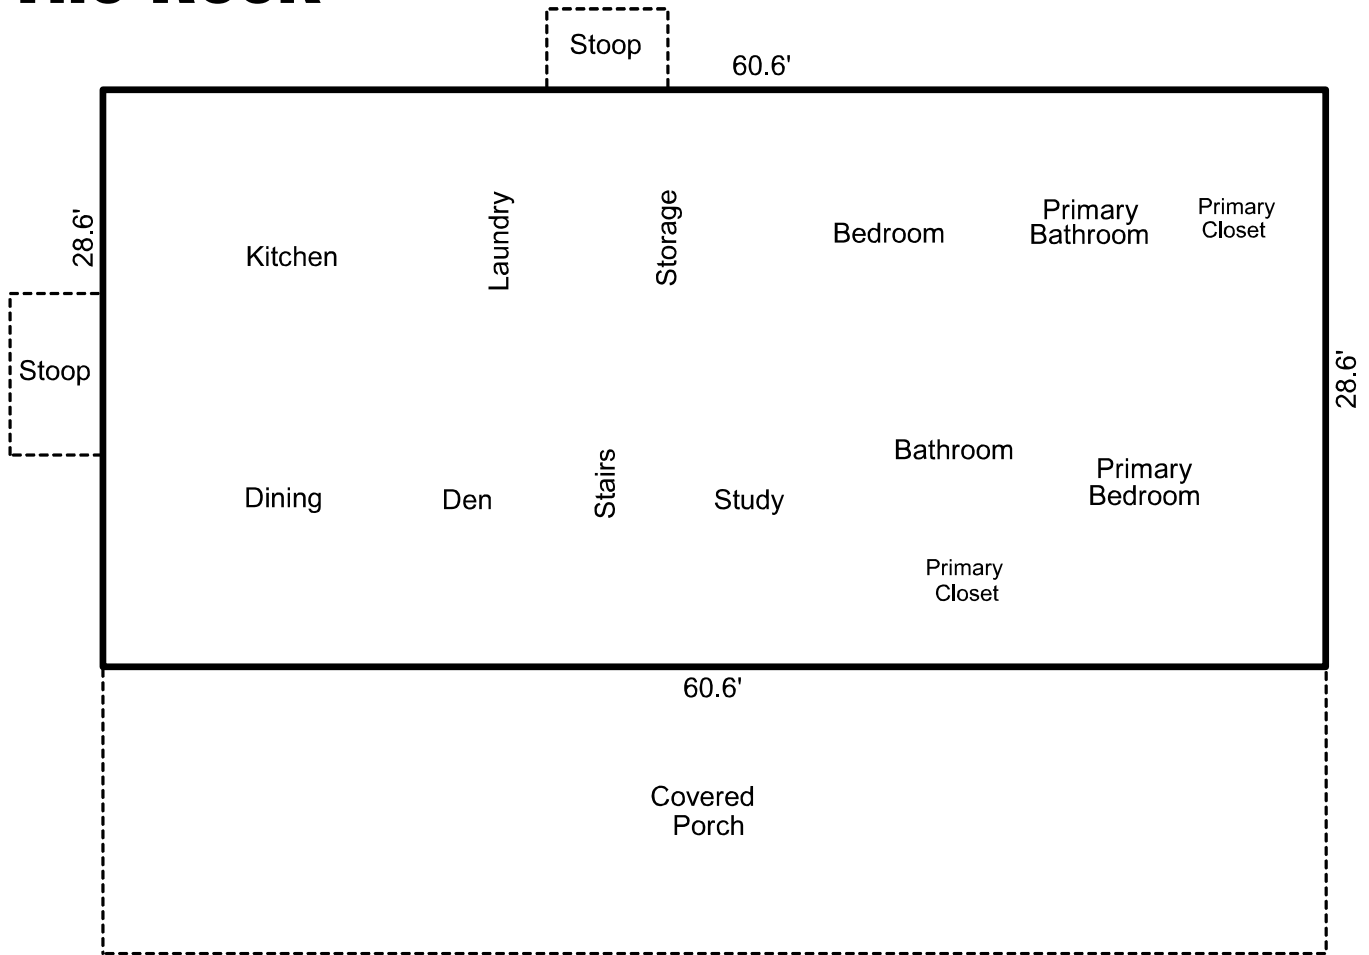 Stoop
60.6'
28.6'
Kitchen
Laundry
Storage
Bedroom
Primary
Bathroom
Primary
Closet
Stoop
28.6'
Dining
Den
Stairs
Study
Bathroom
Primary
Bedroom
Primary
Closet
60.6'
Covered
Porch